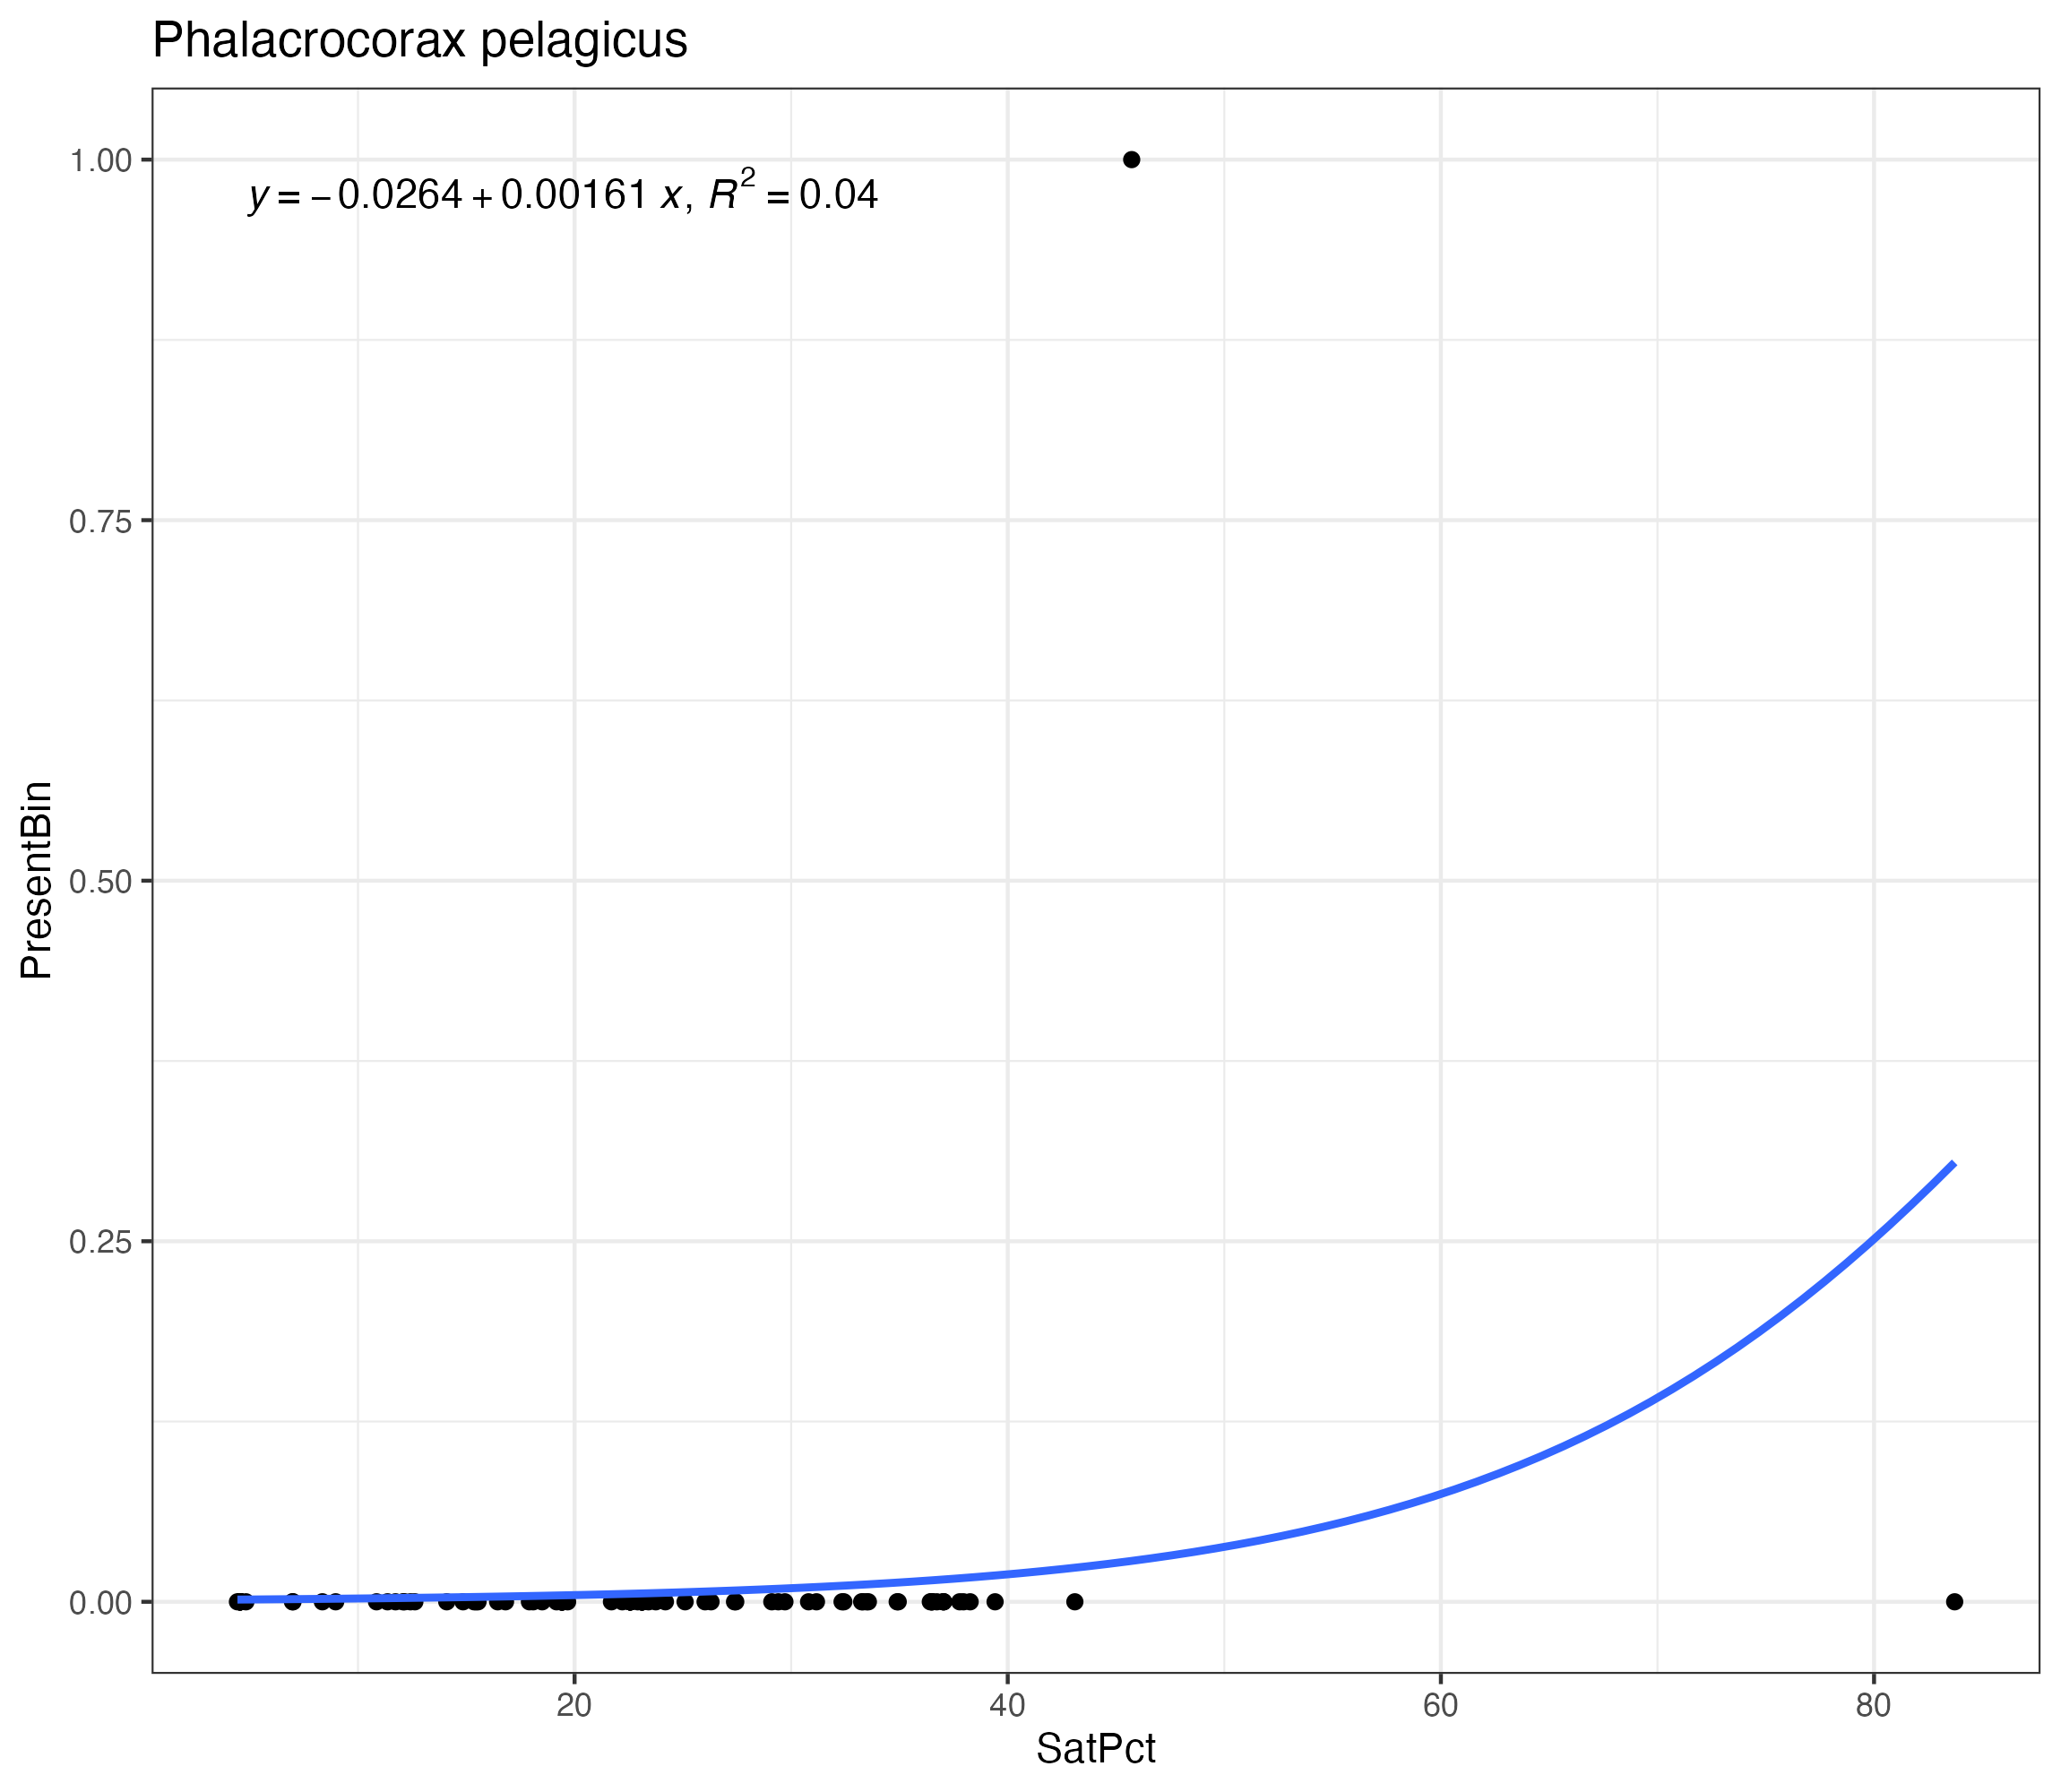 Phalacrocorax pelagicus
1.00
y = −0.0264 + 0.00161 x, R² = 0.04
0.75
0.50
0.25
0.00
PresentBin
20 40 60 80
SatPct